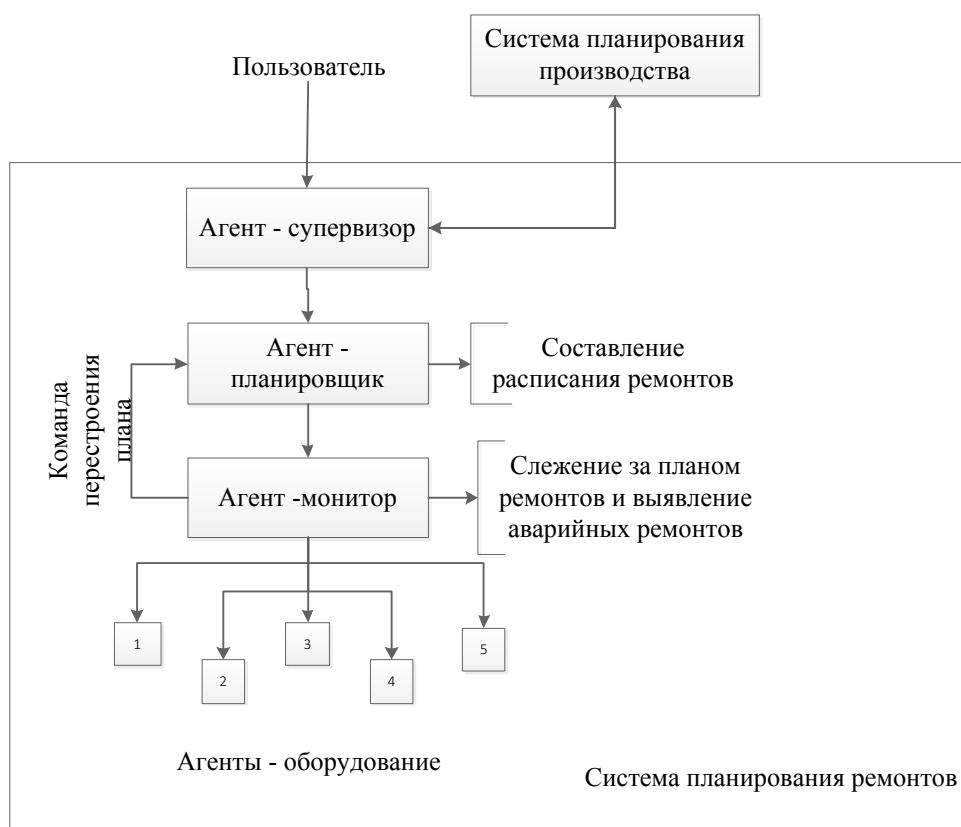 Пользователь
Система планирования
производства
Агент - супервизор
Агент -
планировщик
Составление
расписания ремонтов
Команда
перестроения
плана
Агент -монитор
Слежение за планом
ремонтов и выявление
аварийных ремонтов
1
2
3
4
5
Агенты - оборудование
Система планирования ремонтов